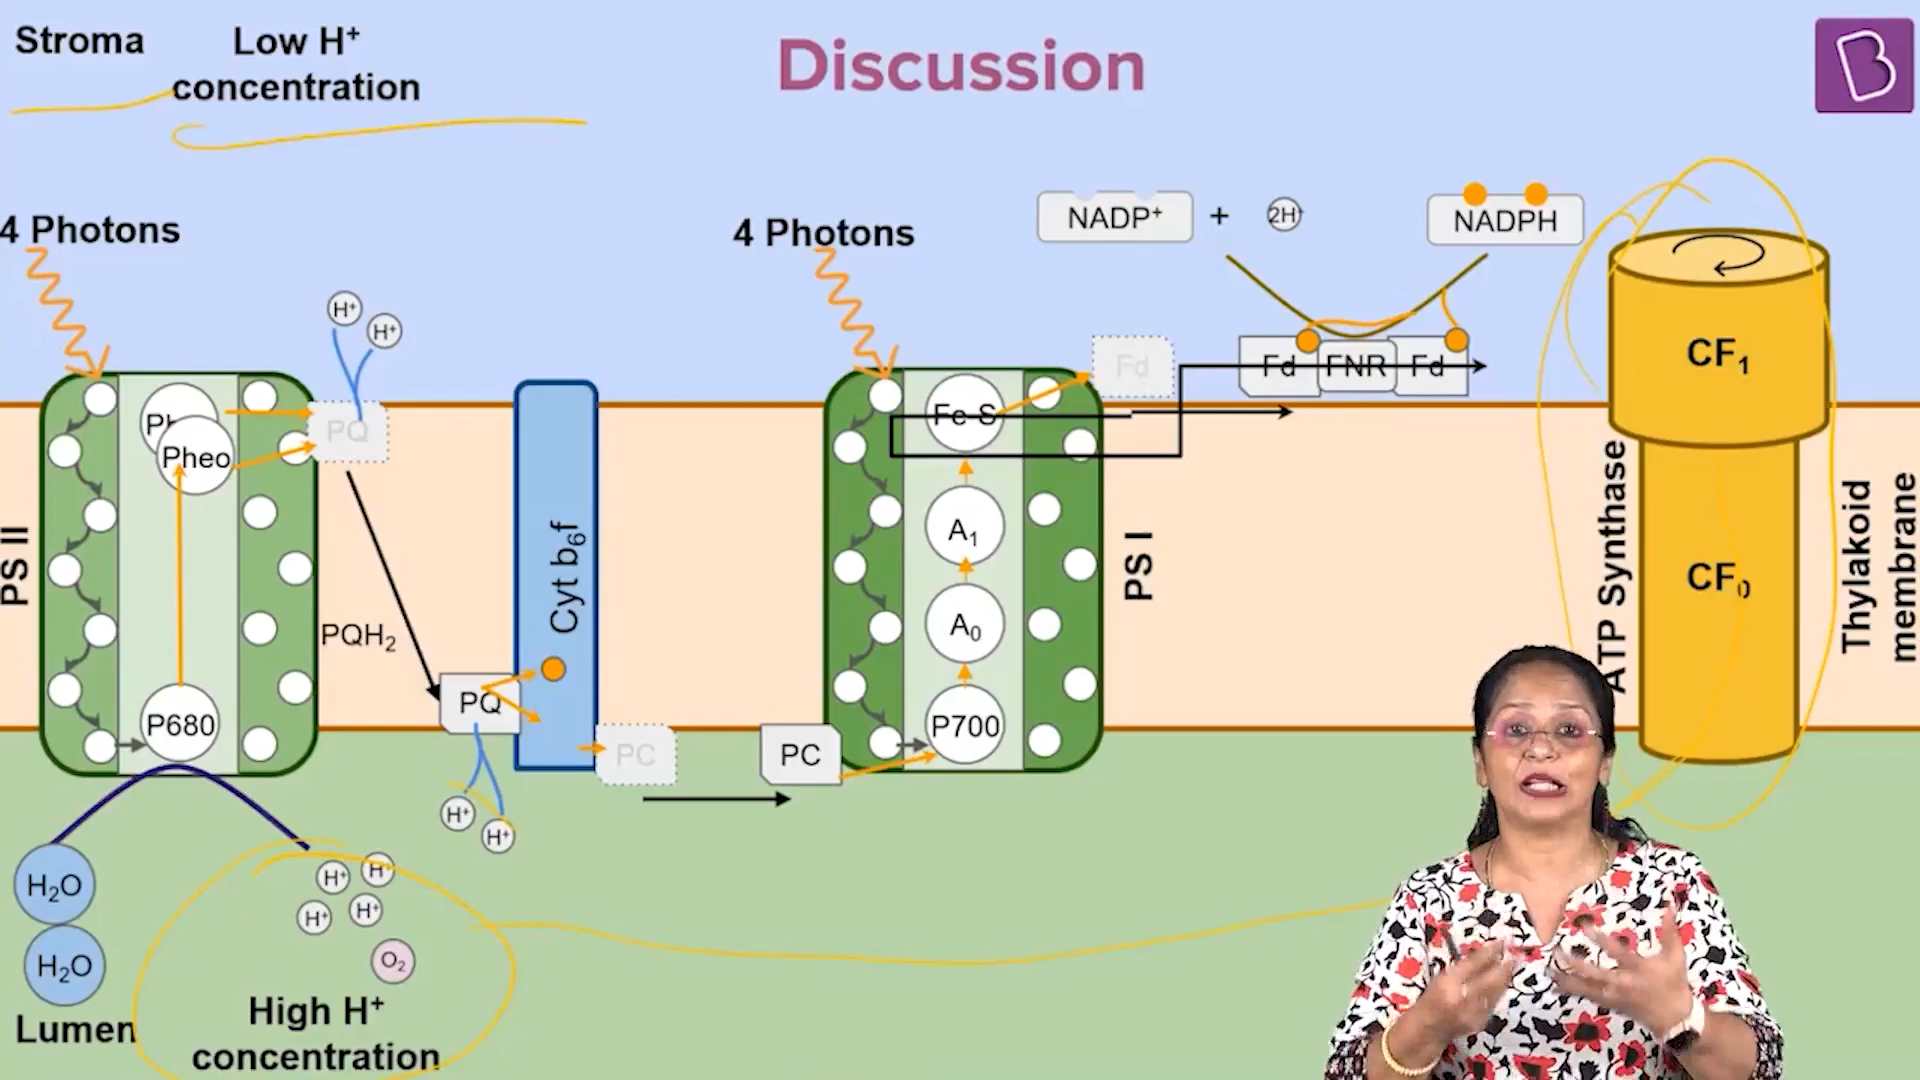 Stroma
Low H⁺
concentration
Discussion
B
4 Photons
4 Photons
NADP⁺
+
2H⁺
NADPH
H⁺
H⁺
PQ
Pheo
Fe-S
Fd
Fd
FNR
Fd
CF₁
PS II
PQH₂
Cyt b₆f
A₁
A₀
PS I
ATP Synthase
CF₀
Thylakoid
membrane
P680
PQ
PC
PC
P700
H⁺
H⁺
H₂O
H₂O
H⁺
H⁺
H⁺
H⁺
O₂
Lumen
High H⁺
concentration